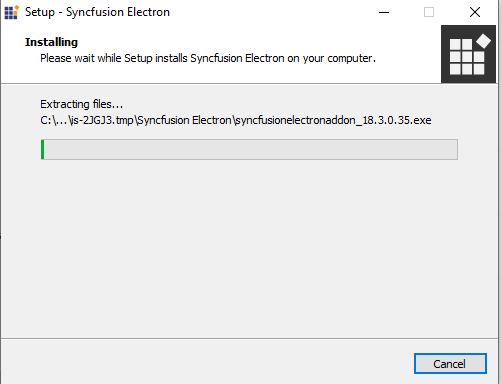 Setup - Syncfusion Electron
Installing
Please wait while Setup installs Syncfusion Electron on your computer.
Extracting files...
C:\...\is-2JGJ3.tmp\Syncfusion Electron\syncfusionelectronaddon_18.3.0.35.exe
Cancel